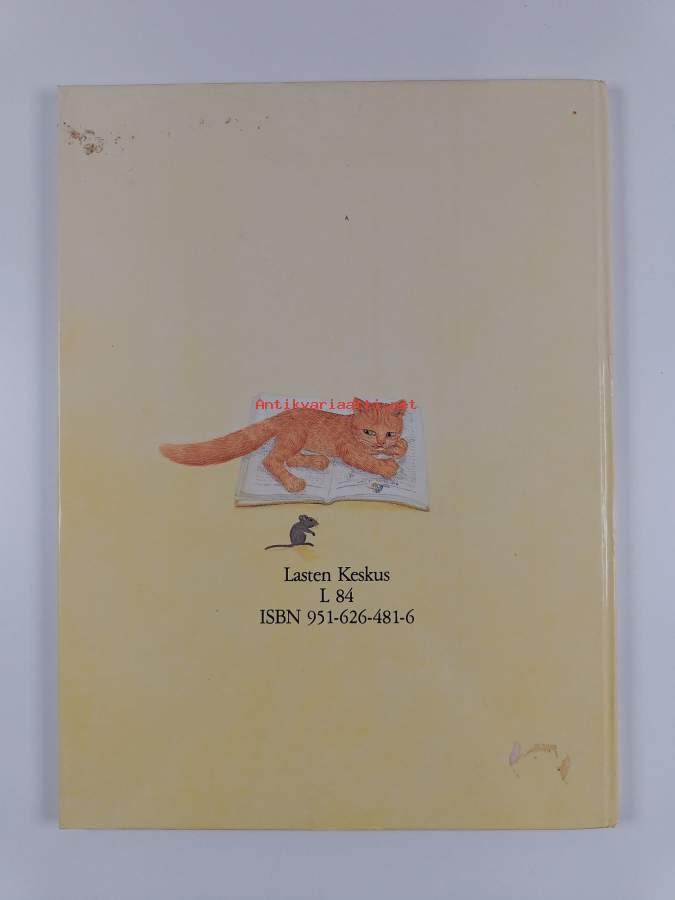 Antikvariaatti.net
Lasten Keskus
L 84
ISBN 951-626-481-6